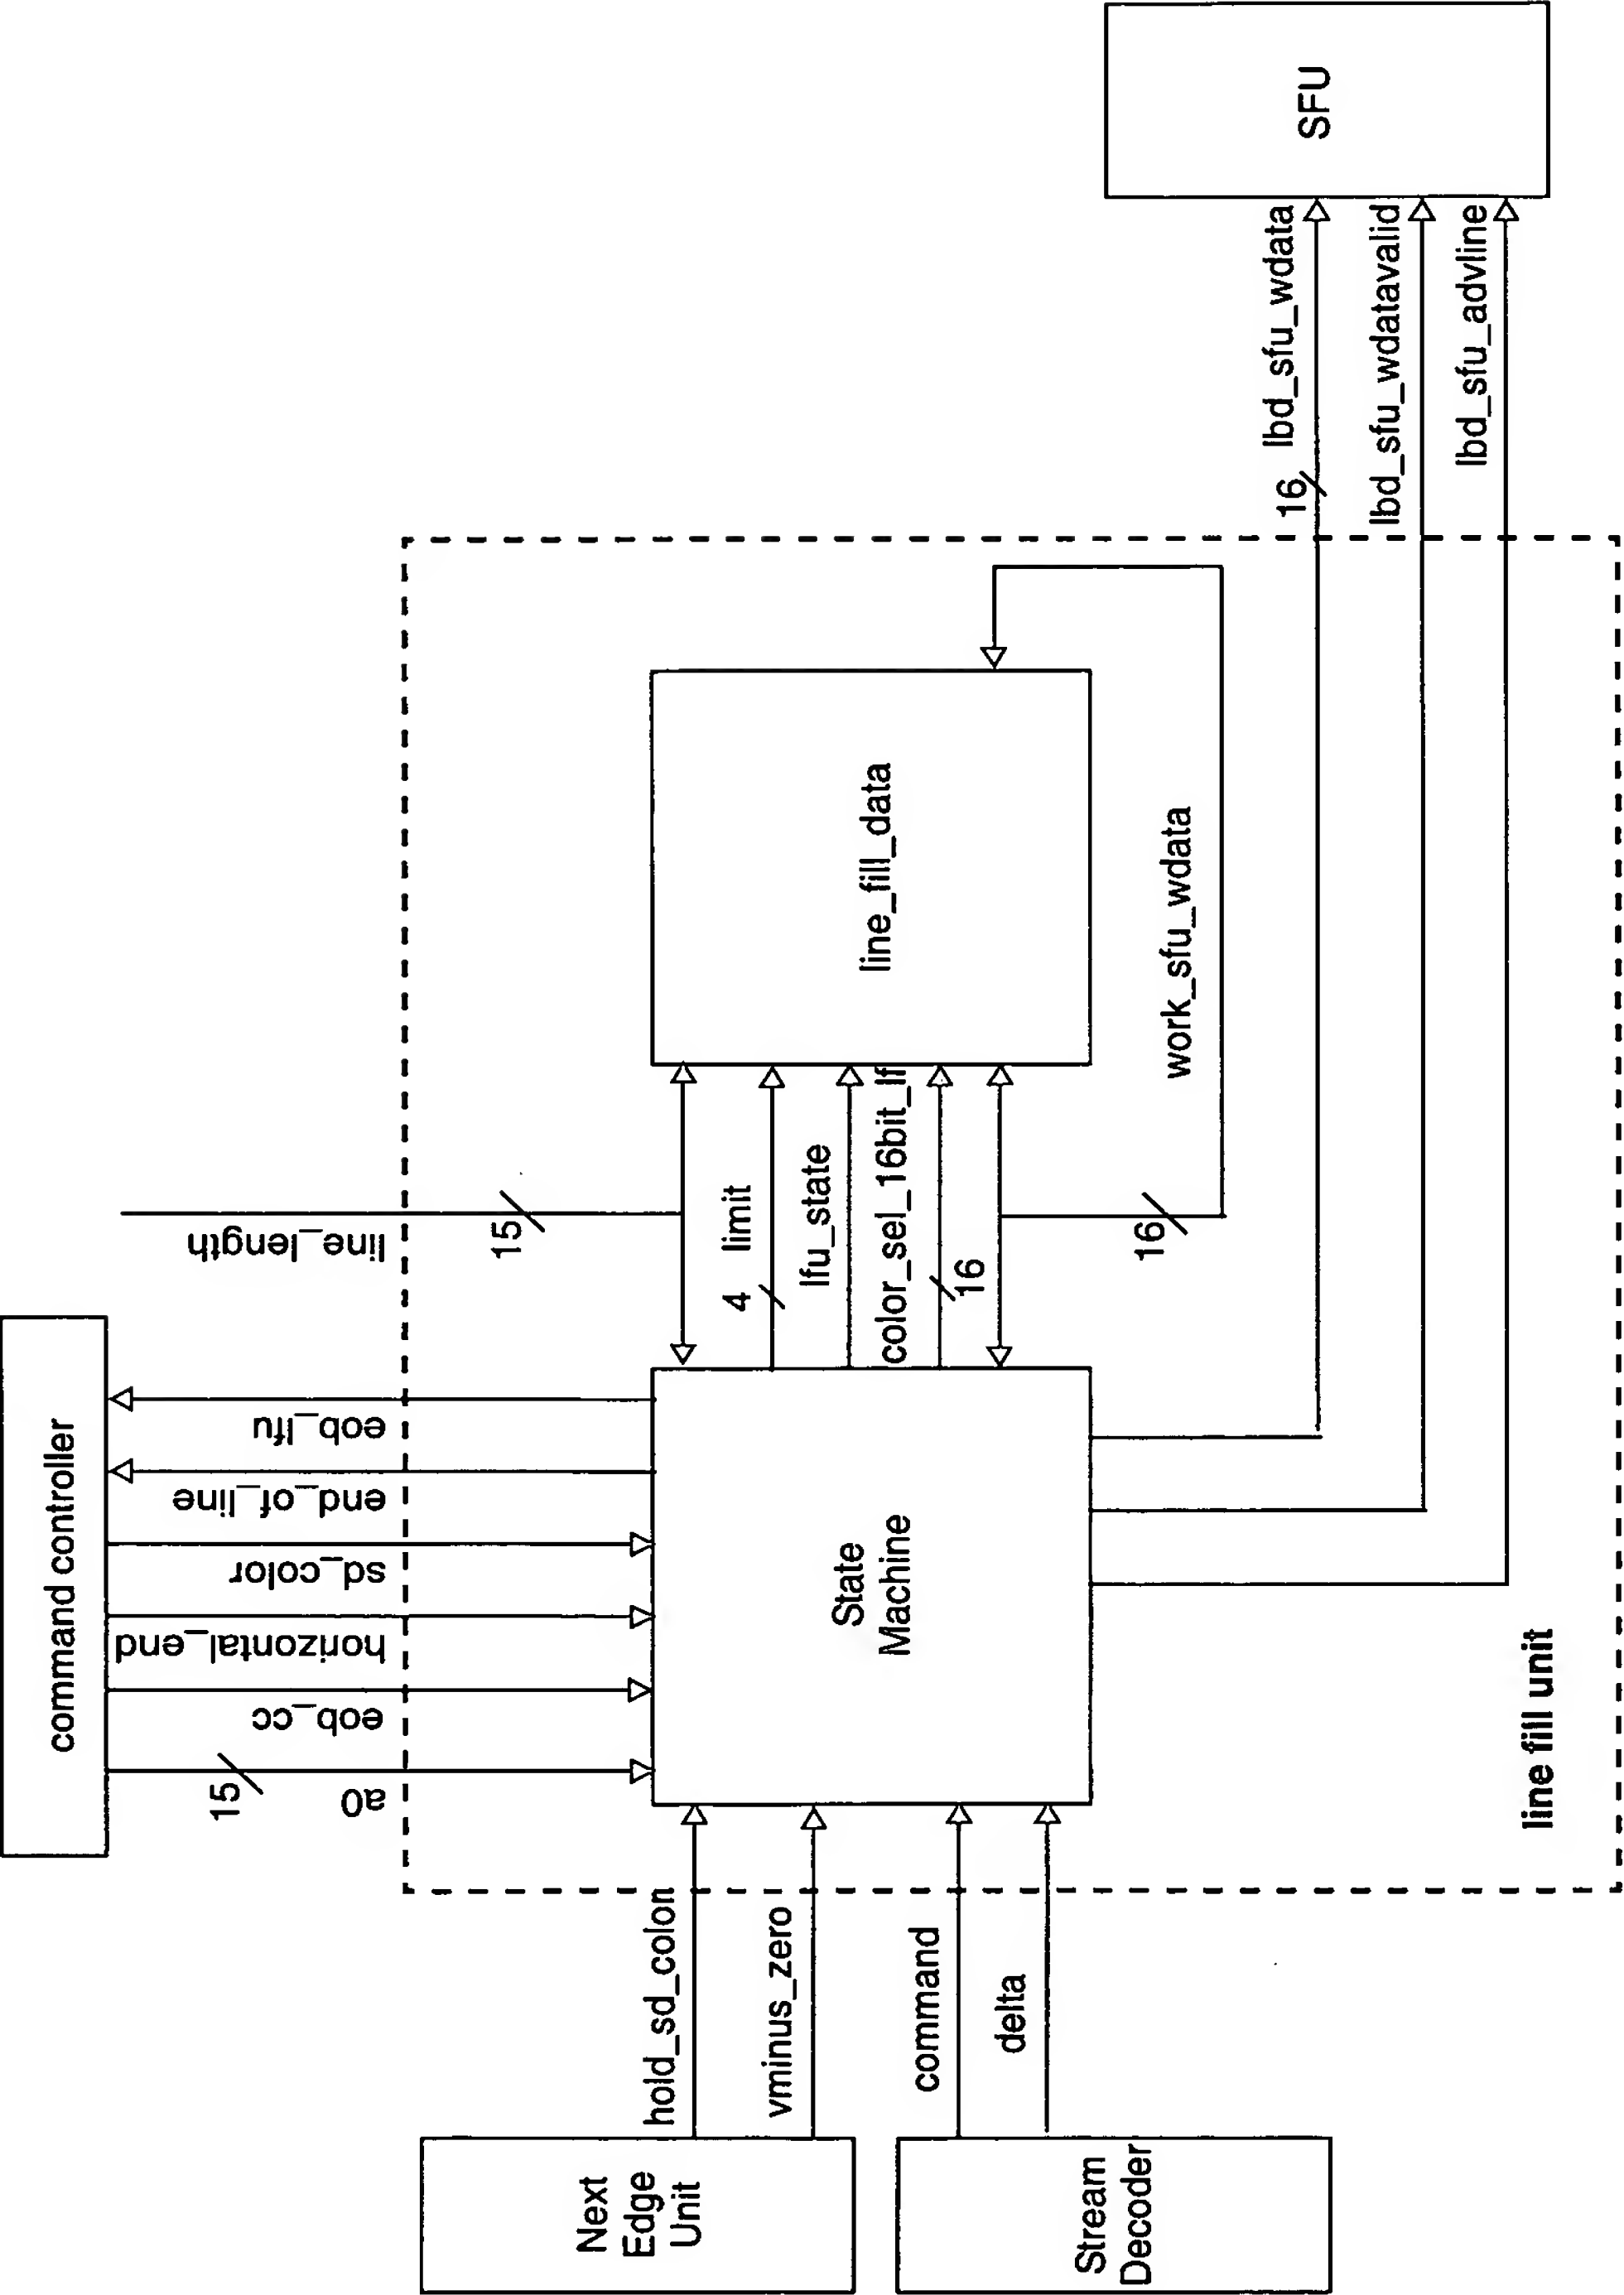 command controller
a0
15
eob_cc
horizontal_end
sd_color
end_of_line
eob_lfu
line_length
15
Next
Edge
Unit
hold_sd_colon
vminus_zero
Stream
Decoder
command
delta
State
Machine
4
limit
lfu_state
color_sel_16bit_lf
16
line_fill_data
16
work_sfu_wdata
line fill unit
16
lbd_sfu_wdata
lbd_sfu_wdatavalid
lbd_sfu_advline
SFU